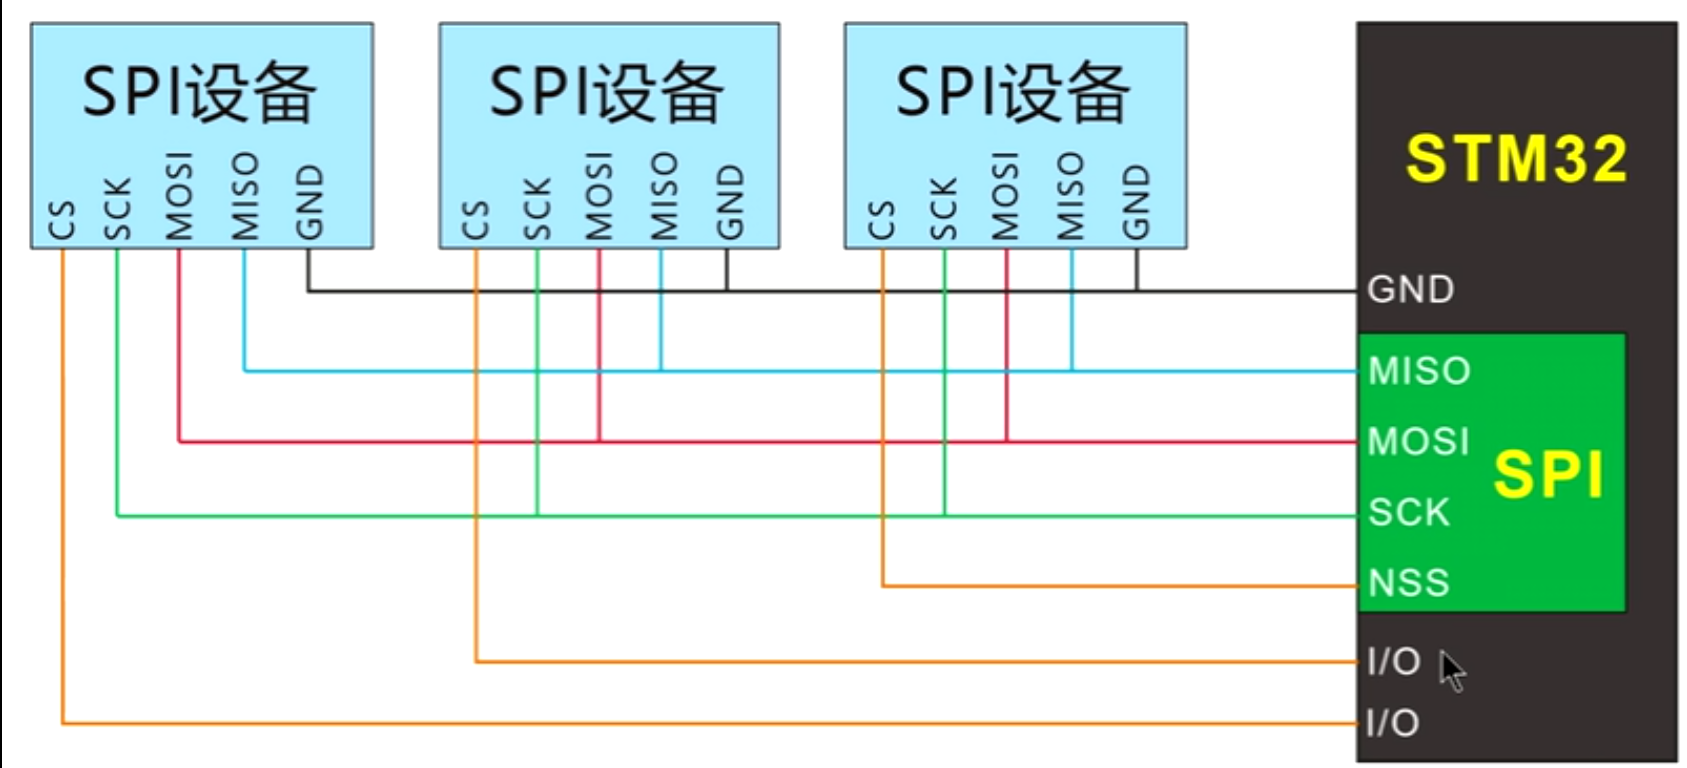 SPI设备
CS SCK MOSI MISO GND
SPI设备
CS SCK MOSI MISO GND
SPI设备
CS SCK MOSI MISO GND
STM32
GND
MISO
MOSI
SPI
SCK
NSS
I/O
I/O